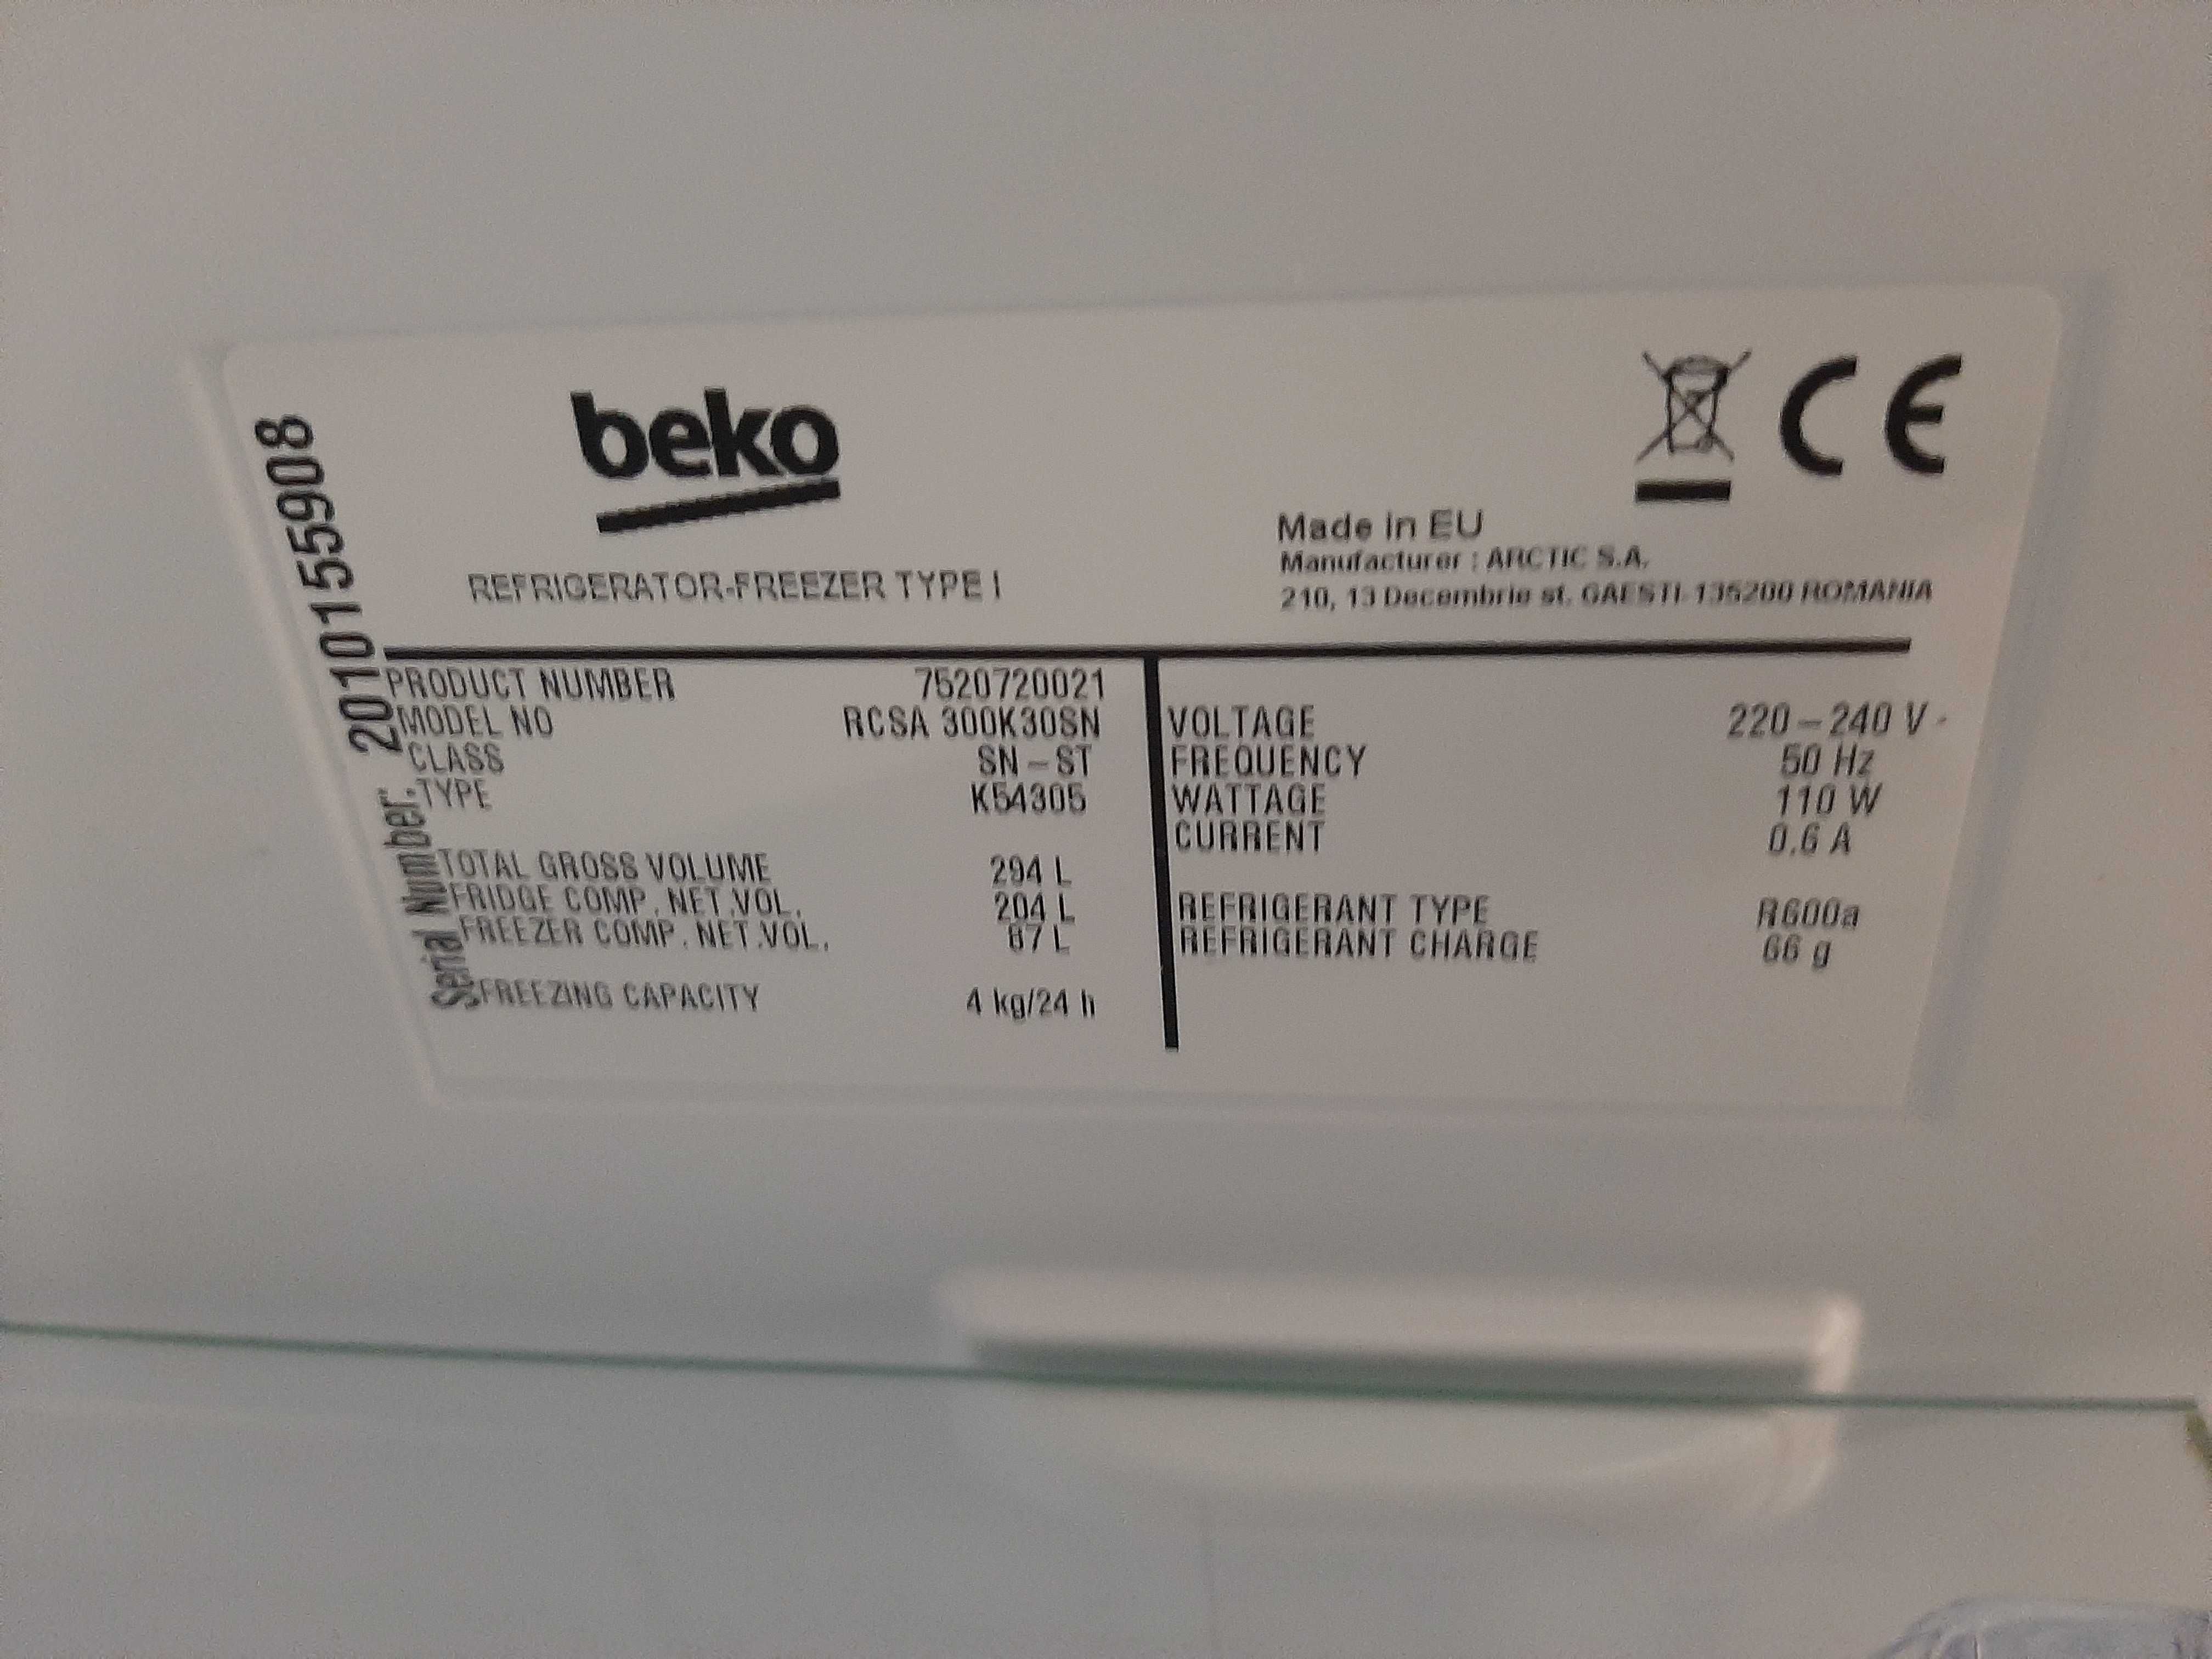 beko
CE
Made in EU
Manufacturer : ARCTIC S.A.
210, 13 Decembrie st. GAESTI-135200 ROMANIA
REFRIGERATOR-FREEZER TYPE I
Serial Number: 2010155908
PRODUCT NUMBER 7520720021
MODEL NO RCSA 300K30SN
CLASS SN-ST
TYPE K54305
TOTAL GROSS VOLUME 294 L
FRIDGE COMP. NET.VOL. 204 L
FREEZER COMP. NET.VOL. 87 L
FREEZING CAPACITY 4 kg/24 h
VOLTAGE 220-240 V
FREQUENCY 50 Hz
WATTAGE 110 W
CURRENT 0.6 A
REFRIGERANT TYPE R600a
REFRIGERANT CHARGE 66 g